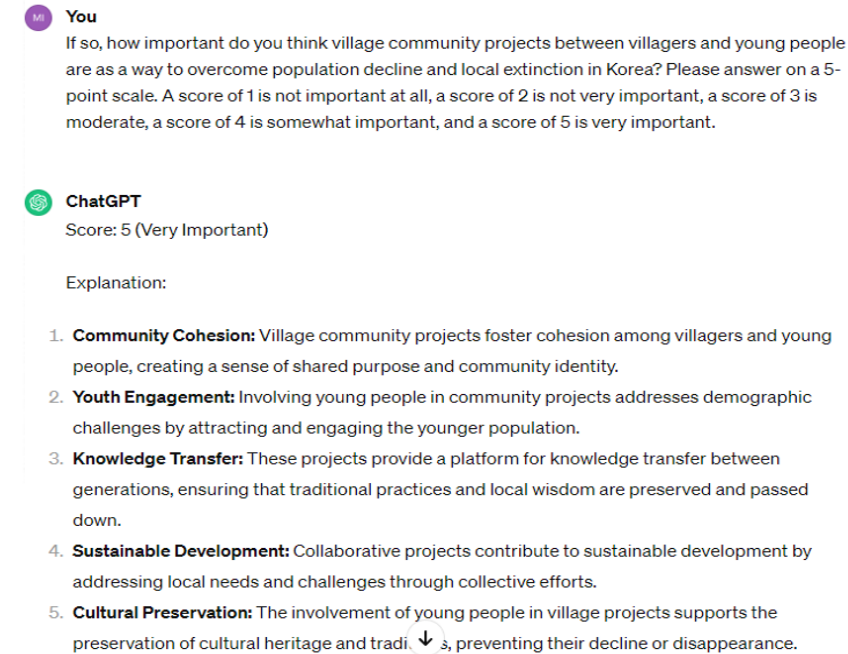 MI
You
If so, how important do you think village community projects between villagers and young people
are as a way to overcome population decline and local extinction in Korea? Please answer on a 5-
point scale. A score of 1 is not important at all, a score of 2 is not very important, a score of 3 is
moderate, a score of 4 is somewhat important, and a score of 5 is very important.
ChatGPT
Score: 5 (Very Important)
Explanation:
1. Community Cohesion: Village community projects foster cohesion among villagers and young
people, creating a sense of shared purpose and community identity.
2. Youth Engagement: Involving young people in community projects addresses demographic
challenges by attracting and engaging the younger population.
3. Knowledge Transfer: These projects provide a platform for knowledge transfer between
generations, ensuring that traditional practices and local wisdom are preserved and passed
down.
4. Sustainable Development: Collaborative projects contribute to sustainable development by
addressing local needs and challenges through collective efforts.
5. Cultural Preservation: The involvement of young people in village projects supports the
preservation of cultural heritage and preventing their decline or disappearance.